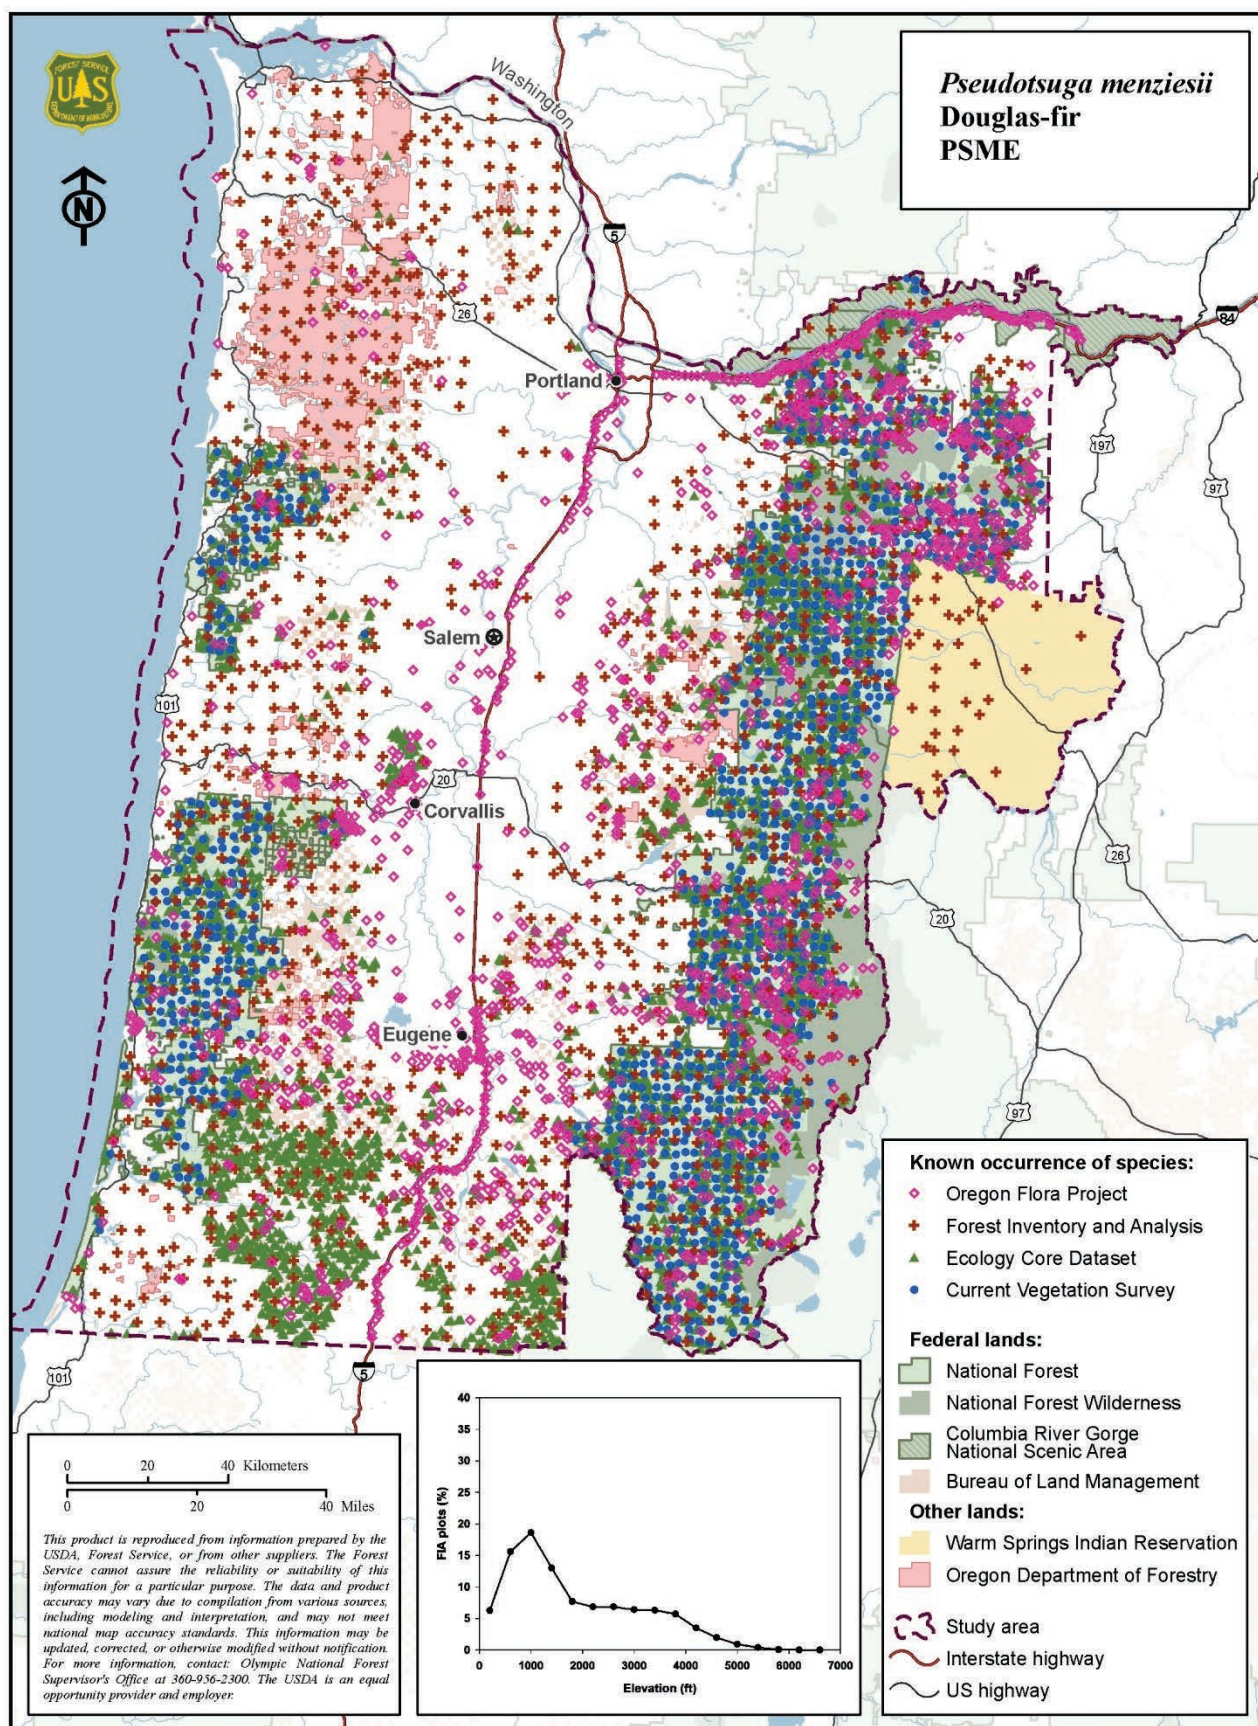 FOREST SERVICE
US
DEPARTMENT OF AGRICULTURE
N
Pseudotsuga menziesii
Douglas-fir
PSME
Washington
5
26
84
Portland
197
97
Salem
101
20
Corvallis
26
20
Eugene
97
5
101
Known occurrence of species:
Oregon Flora Project
Forest Inventory and Analysis
Ecology Core Dataset
Current Vegetation Survey
Federal lands:
National Forest
National Forest Wilderness
Columbia River Gorge
National Scenic Area
Bureau of Land Management
Other lands:
Warm Springs Indian Reservation
Oregon Department of Forestry
Study area
Interstate highway
US highway
0 20 40 Kilometers
0 20 40 Miles
This product is reproduced from information prepared by the
USDA, Forest Service, or from other suppliers. The Forest
Service cannot assure the reliability or suitability of this
information for a particular purpose. The data and product
accuracy may vary due to compilation from various sources,
including modeling and interpretation, and may not meet
national map accuracy standards. This information may be
updated, corrected, or otherwise modified without notification.
For more information, contact: Olympic National Forest
Supervisor's Office at 360-956-2300. The USDA is an equal
opportunity provider and employer.
FIA plots (%)
40
35
30
25
20
15
10
5
0
0 1000 2000 3000 4000 5000 6000 7000
Elevation (ft)